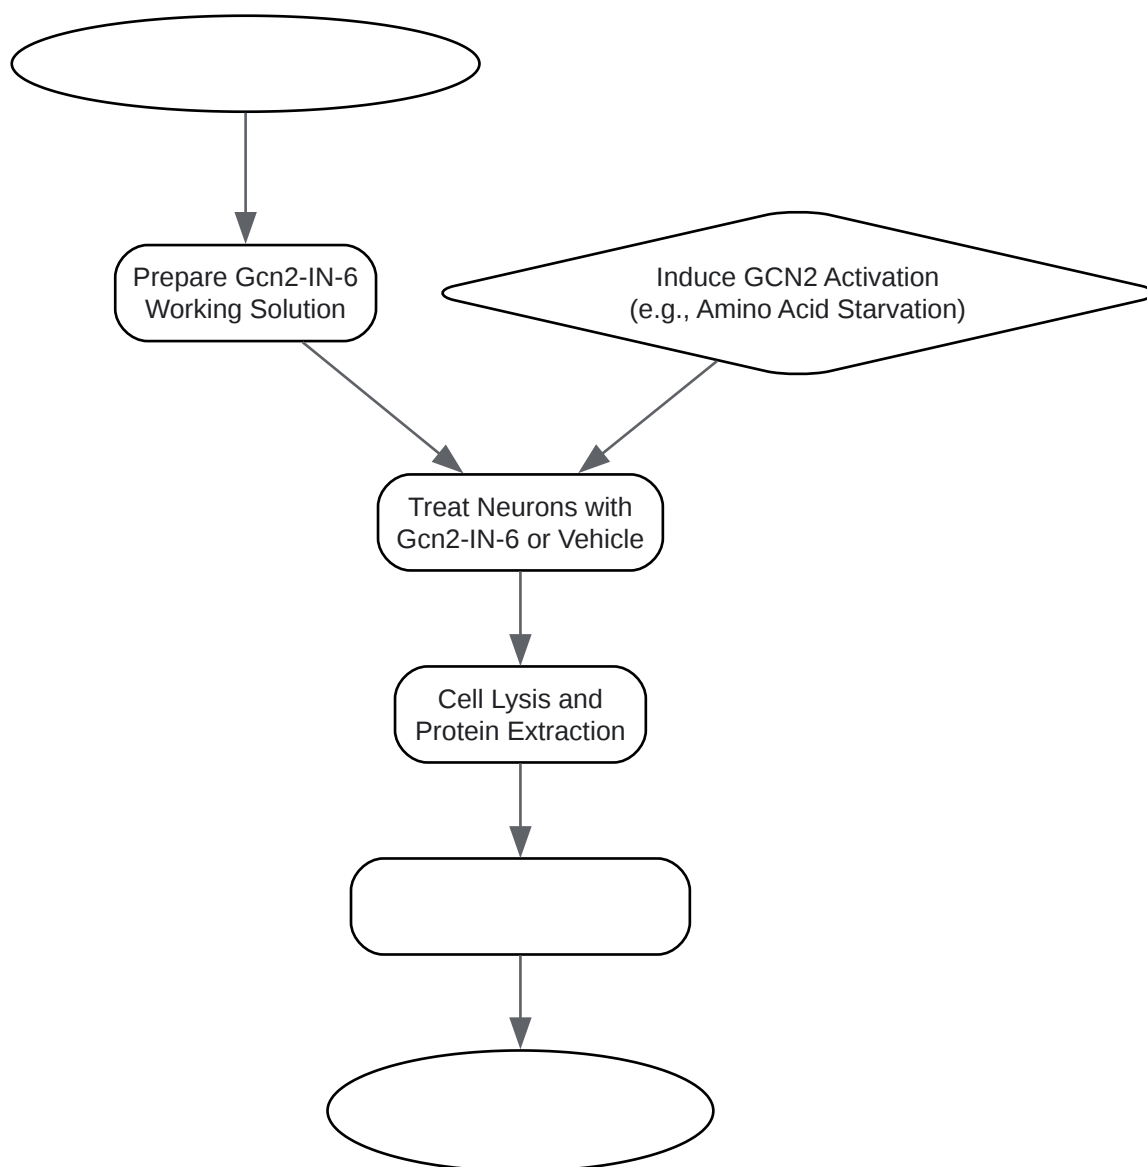 Prepare Gcn2-IN-6
Working Solution
Induce GCN2 Activation
(e.g., Amino Acid Starvation)
Treat Neurons with
Gcn2-IN-6 or Vehicle
Cell Lysis and
Protein Extraction